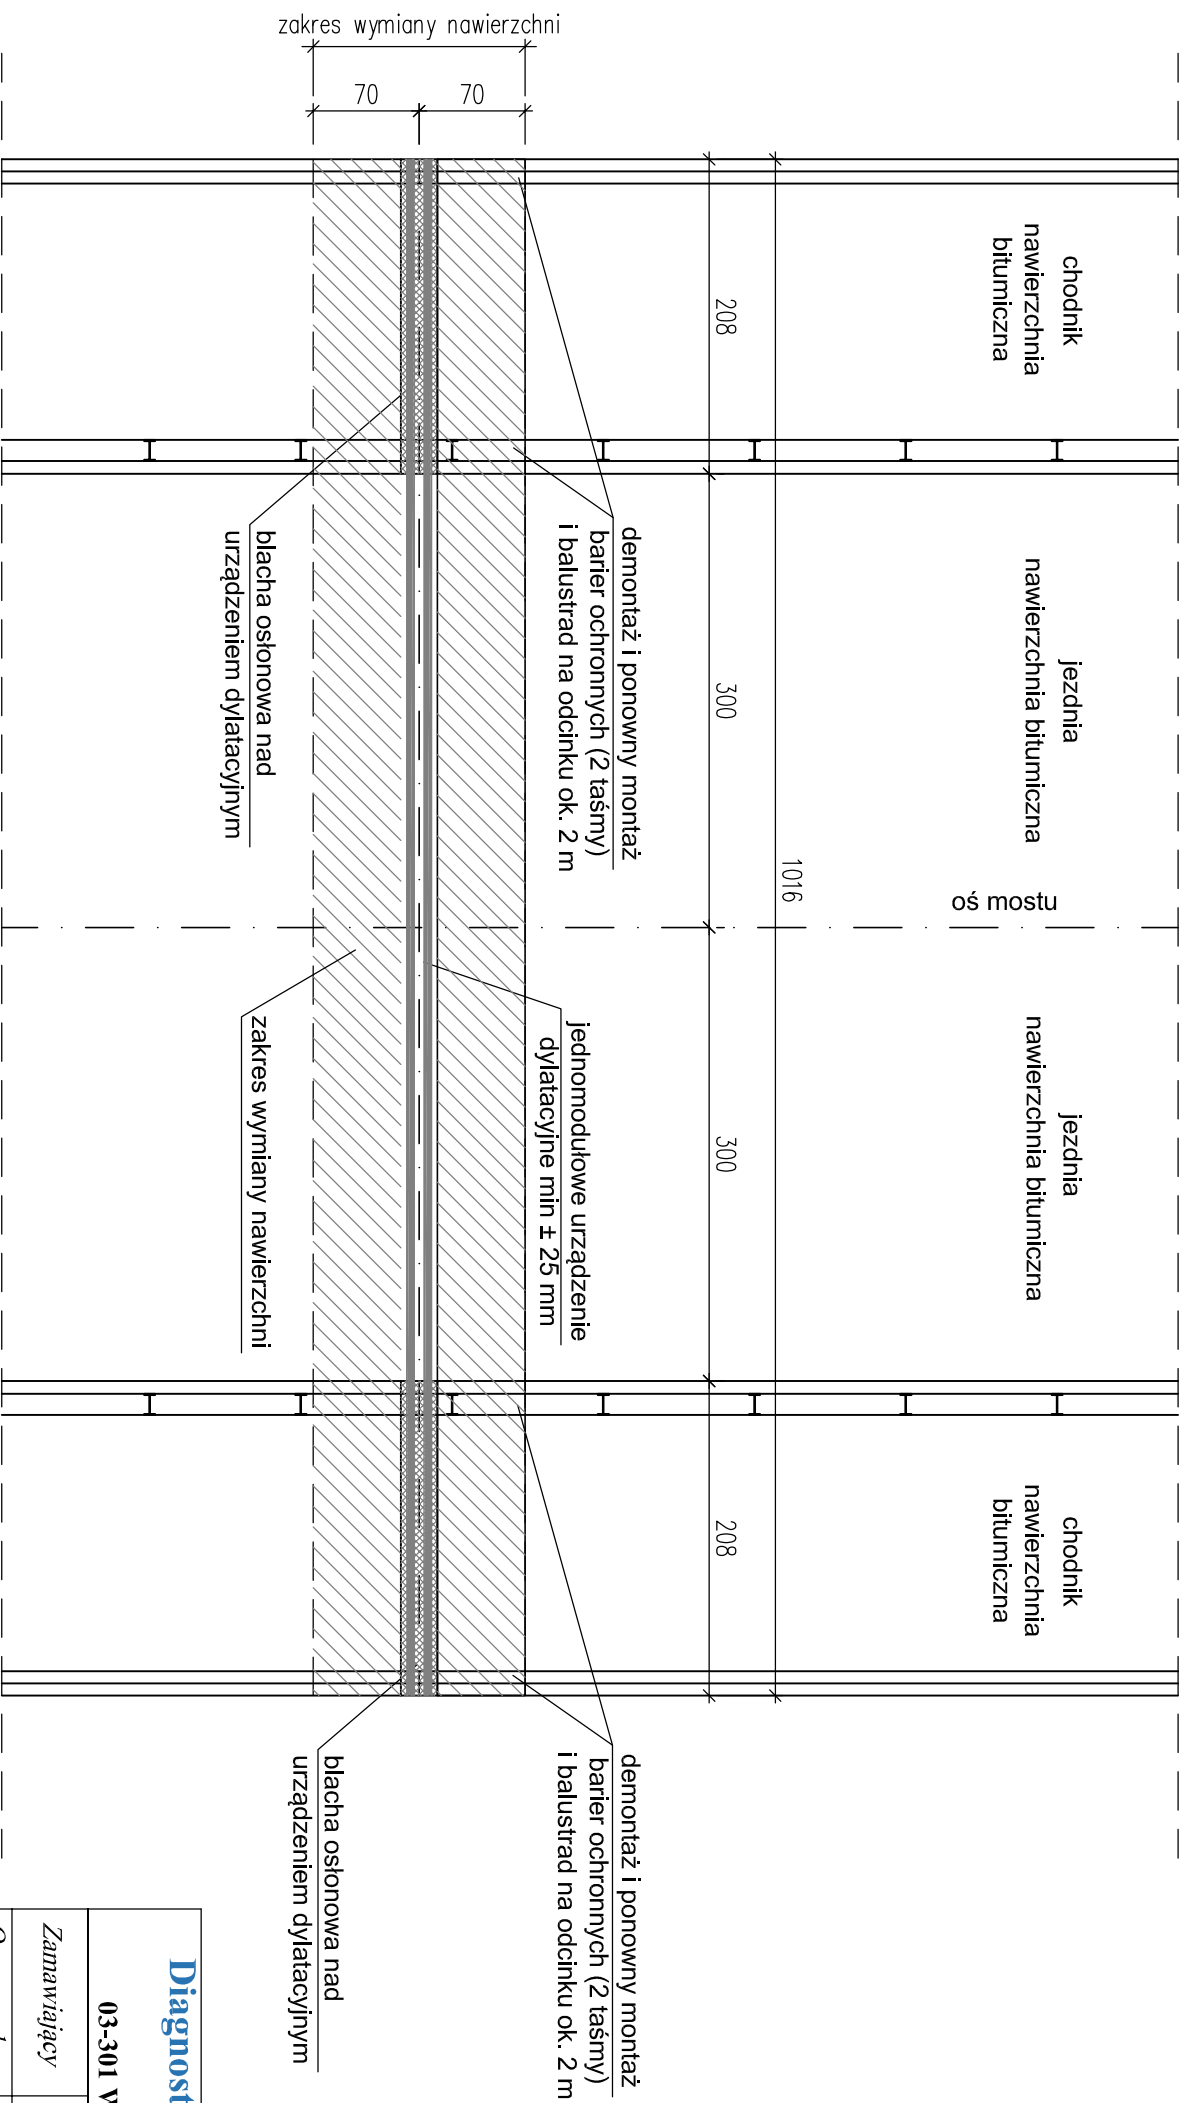 zakres wymiany nawierzchni
70
70
chodnik
nawierzchnia
bitumiczna
208
jezdnia
nawierzchnia bitumiczna
300
demontaż i ponowny montaż
barier ochronnych (2 taśmy)
i balustrad na odcinku ok. 2 m
blacha osłonowa nad
urządzeniem dylatacyjnym
1016
oś mostu
jezdnia
nawierzchnia bitumiczna
300
jednomodułowe urządzenie
dylatacyjne min ± 25 mm
zakres wymiany nawierzchni
chodnik
nawierzchnia
bitumiczna
208
demontaż i ponowny montaż
barier ochronnych (2 taśmy)
i balustrad na odcinku ok. 2 m
blacha osłonowa nad
urządzeniem dylatacyjnym
Diagnost
03-301 W
Zamawiający